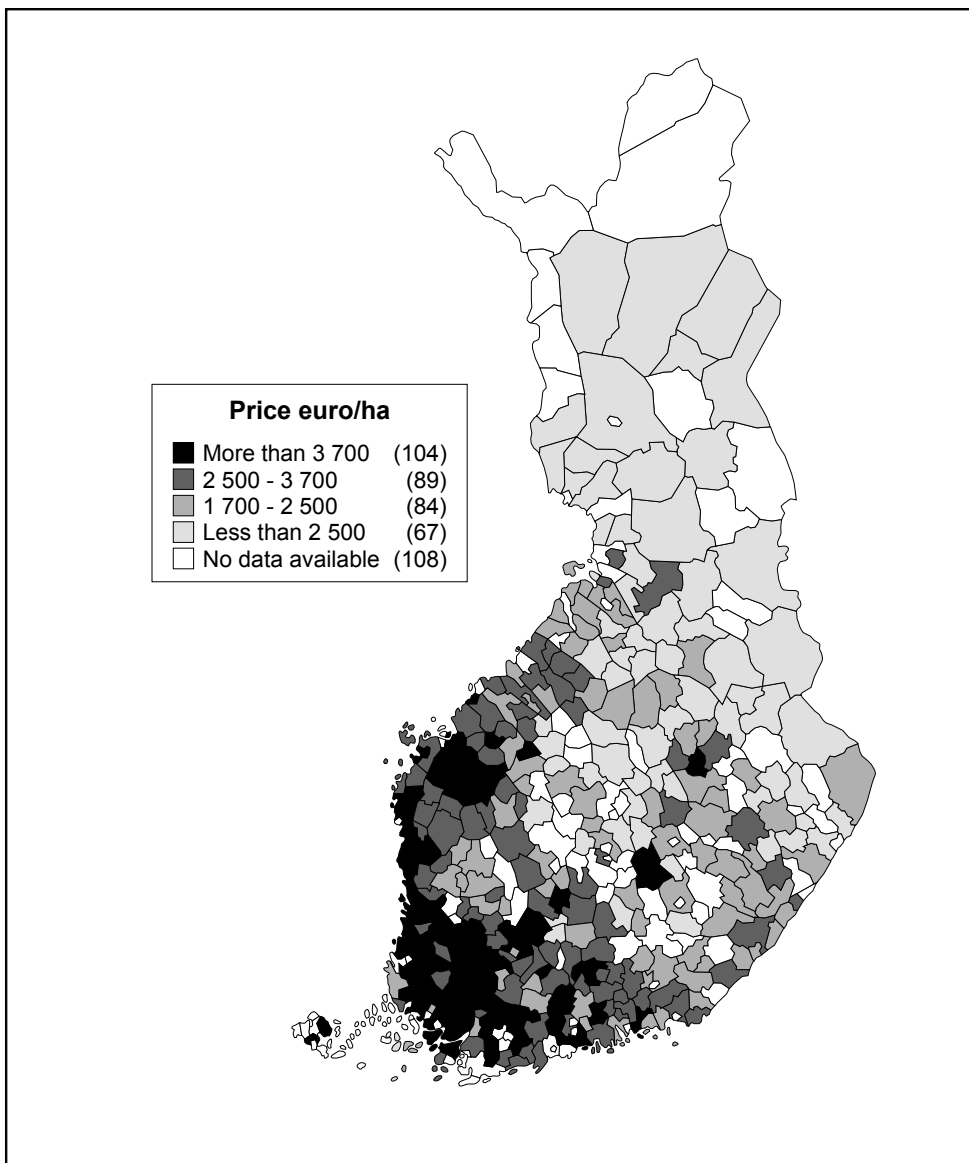 Price euro/ha
More than 3 700 (104)
2 500 - 3 700 (89)
1 700 - 2 500 (84)
Less than 2 500 (67)
No data available (108)